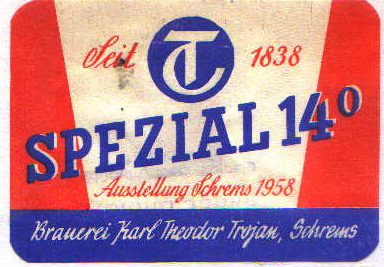 Seit 1838
SPEZIAL 14°
Ausstellung Schrems 1958
Brauerei Karl Theodor Trojan, Schrems